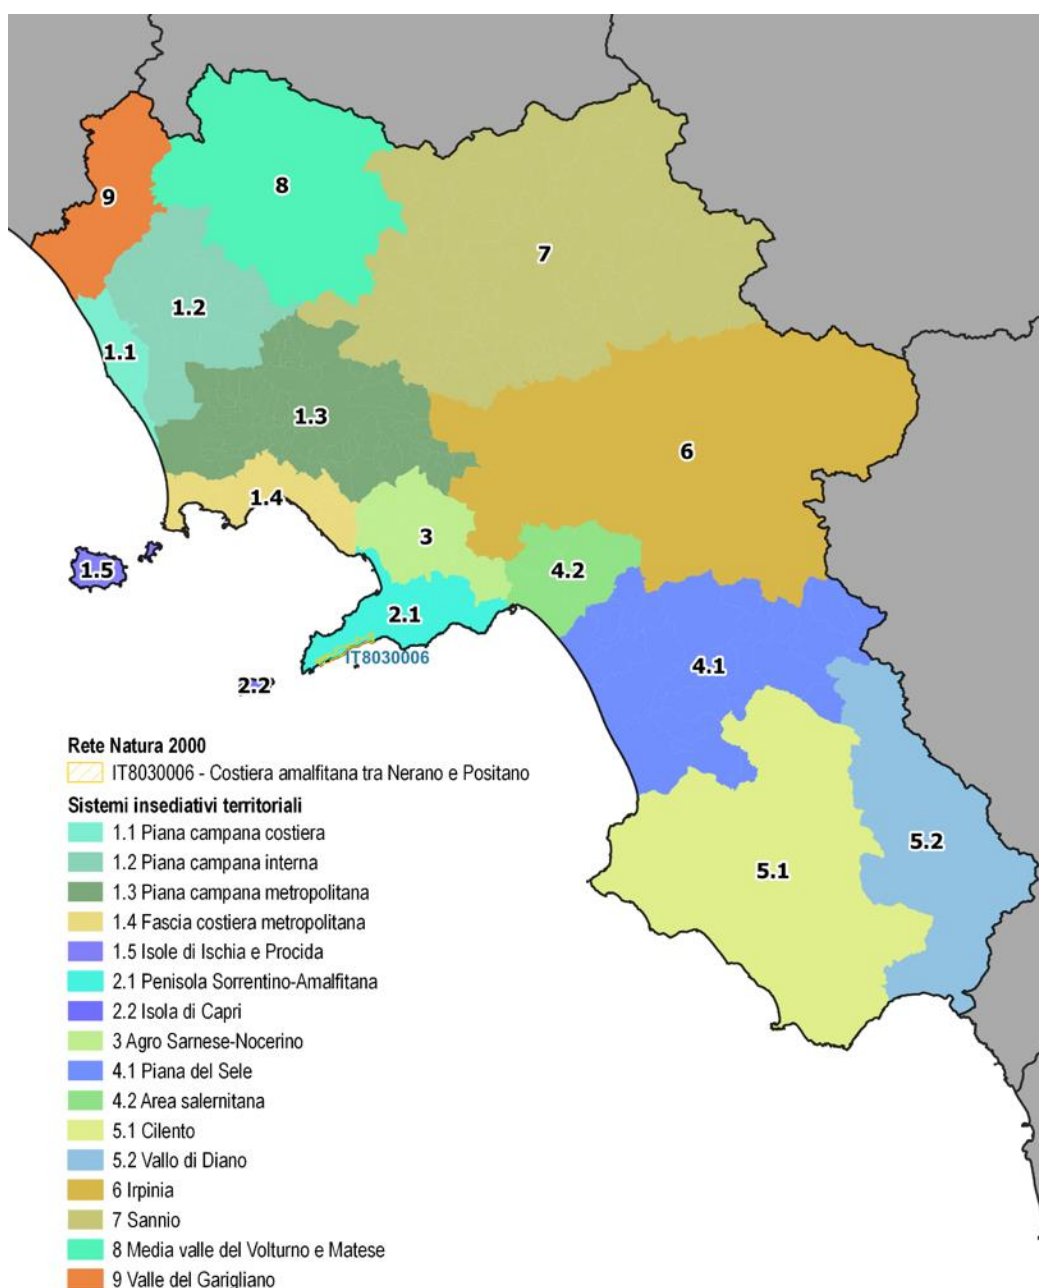 9
8
7
1.2
1.1
1.3
6
1.4
3
1.5
4.2
2.1
IT8030006
4.1
2.2
5.2
5.1
Rete Natura 2000
IT8030006 - Costiera amalfitana tra Nerano e Positano
Sistemi insediativi territoriali
1.1 Piana campana costiera
1.2 Piana campana interna
1.3 Piana campana metropolitana
1.4 Fascia costiera metropolitana
1.5 Isole di Ischia e Procida
2.1 Penisola Sorrentino-Amalfitana
2.2 Isola di Capri
3 Agro Sarnese-Nocerino
4.1 Piana del Sele
4.2 Area salernitana
5.1 Cilento
5.2 Vallo di Diano
6 Irpinia
7 Sannio
8 Media valle del Volturno e Matese
9 Valle del Garigliano